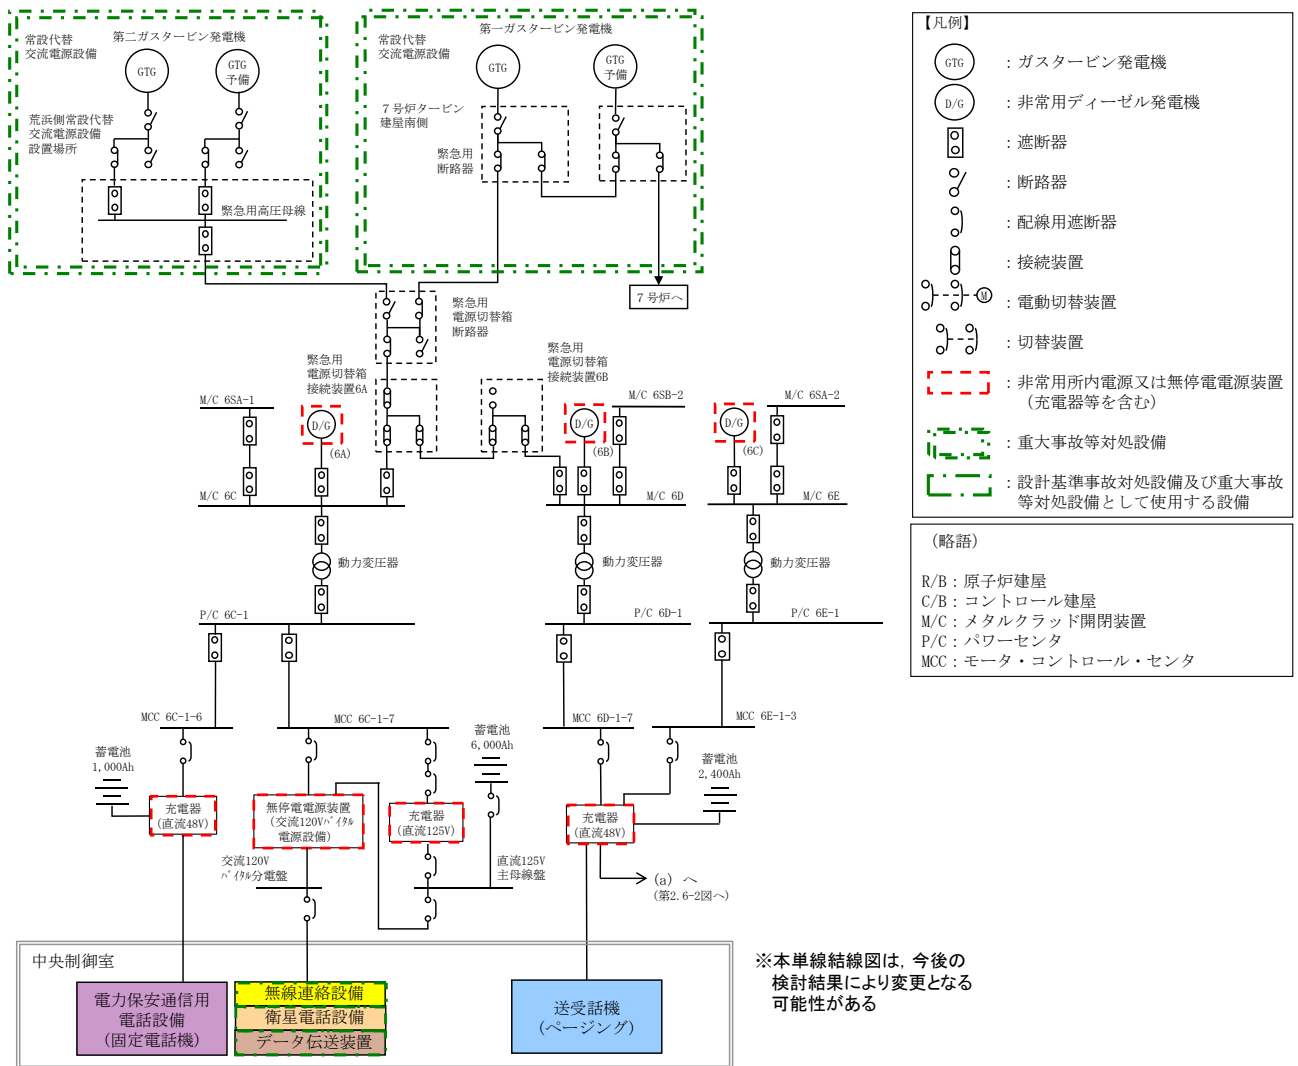 常設代替
交流電源設備
第二ガスタービン発電機
GTG
GTG
予備
荒浜側常設代替
交流電源設備
設置場所
緊急用高圧母線
常設代替
交流電源設備
第一ガスタービン発電機
GTG
GTG
予備
7号炉タービン
建屋南側
緊急用
断路器
7号炉へ
緊急用
電源切替箱
断路器
緊急用
電源切替箱
接続装置6A
緊急用
電源切替箱
接続装置6B
M/C 6SA-1
D/G
(6A)
M/C 6SB-2
D/G
(6B)
M/C 6SA-2
D/G
(6C)
M/C 6C
M/C 6D
M/C 6E
動力変圧器
動力変圧器
動力変圧器
P/C 6C-1
P/C 6D-1
P/C 6E-1
MCC 6C-1-6
MCC 6C-1-7
MCC 6D-1-7
MCC 6E-1-3
蓄電池
1,000Ah
蓄電池
6,000Ah
蓄電池
2,400Ah
充電器
(直流48V)
無停電電源装置
(交流120Vバイタル
電源設備)
充電器
(直流125V)
充電器
(直流48V)
交流120V
バイタル分電盤
直流125V
主母線盤
(a) へ
(第2.6-2図へ)
中央制御室
電力保安通信用
電話設備
(固定電話機)
無線連絡設備
衛星電話設備
データ伝送装置
送受話機
(ページング)
※本単線結線図は,今後の
検討結果により変更となる
可能性がある
【凡例】
GTG :ガスタービン発電機
D/G :非常用ディーゼル発電機
:遮断器
:断路器
:配線用遮断器
:接続装置
M :電動切替装置
:切替装置
:非常用所内電源又は無停電電源装置
(充電器等を含む)
:重大事故等対処設備
:設計基準事故対処設備及び重大事故
等対処設備として使用する設備
(略語)
R/B:原子炉建屋
C/B:コントロール建屋
M/C:メタルクラッド開閉装置
P/C:パワーセンタ
MCC:モータ・コントロール・センタ